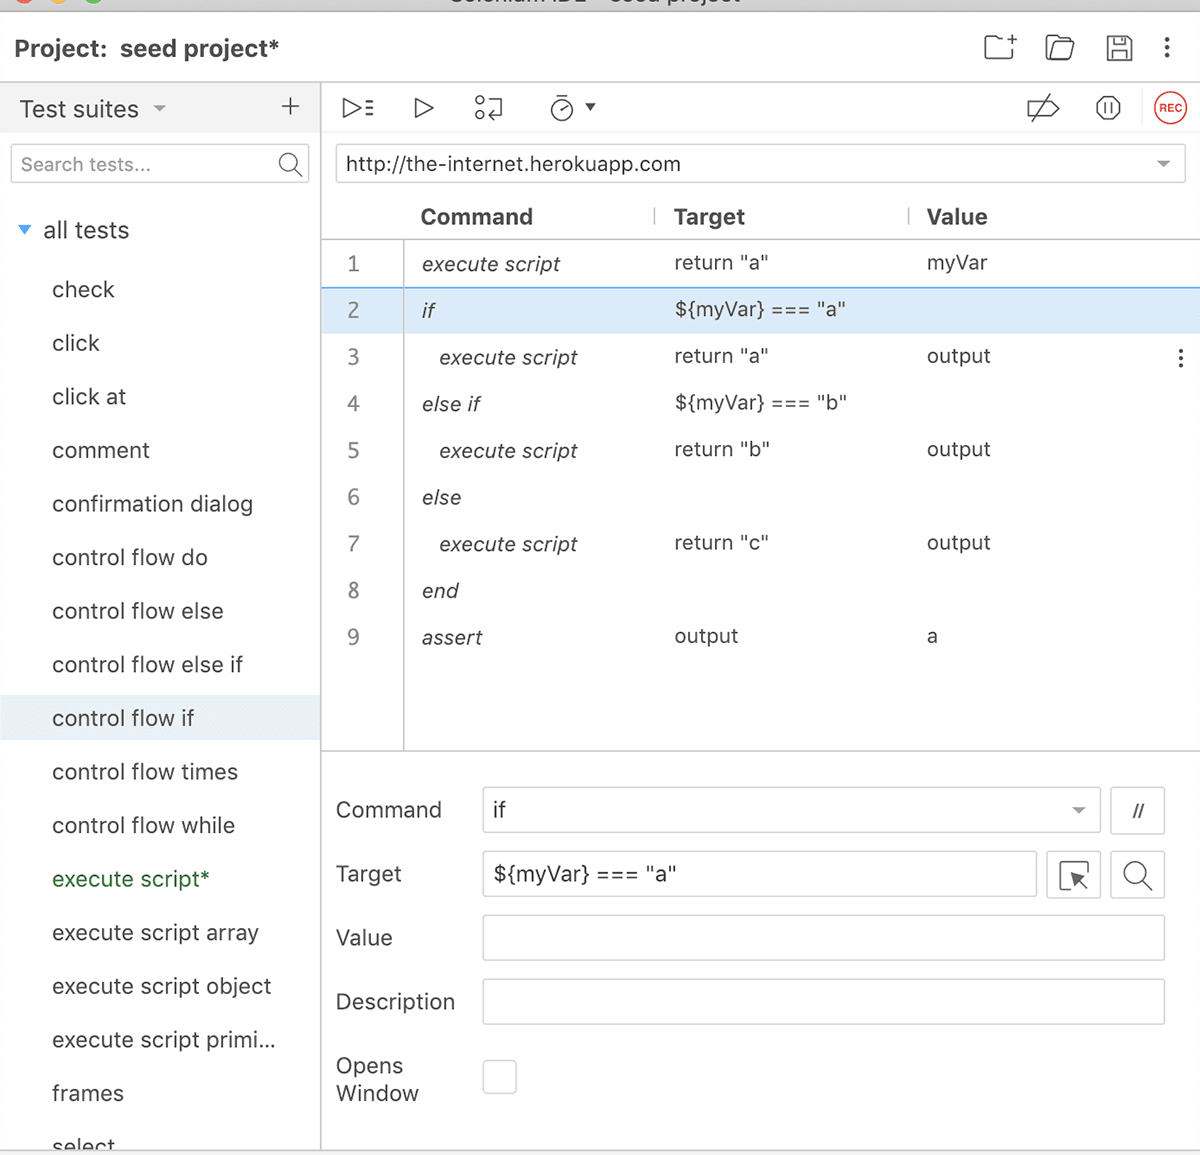 Project: seed project*
Test suites
REC
Search tests...
http://the-internet.herokuapp.com
Command Target Value
all tests
check
click
click at
comment
confirmation dialog
control flow do
control flow else
control flow else if
control flow if
control flow times
control flow while
execute script*
execute script array
execute script object
execute script primi...
frames
select
1 execute script return "a" myVar
2 if ${myVar} === "a"
3 execute script return "a" output
4 else if ${myVar} === "b"
5 execute script return "b" output
6 else
7 execute script return "c" output
8 end
9 assert output a
Command if //
Target ${myVar} === "a"
Value
Description
Opens
Window